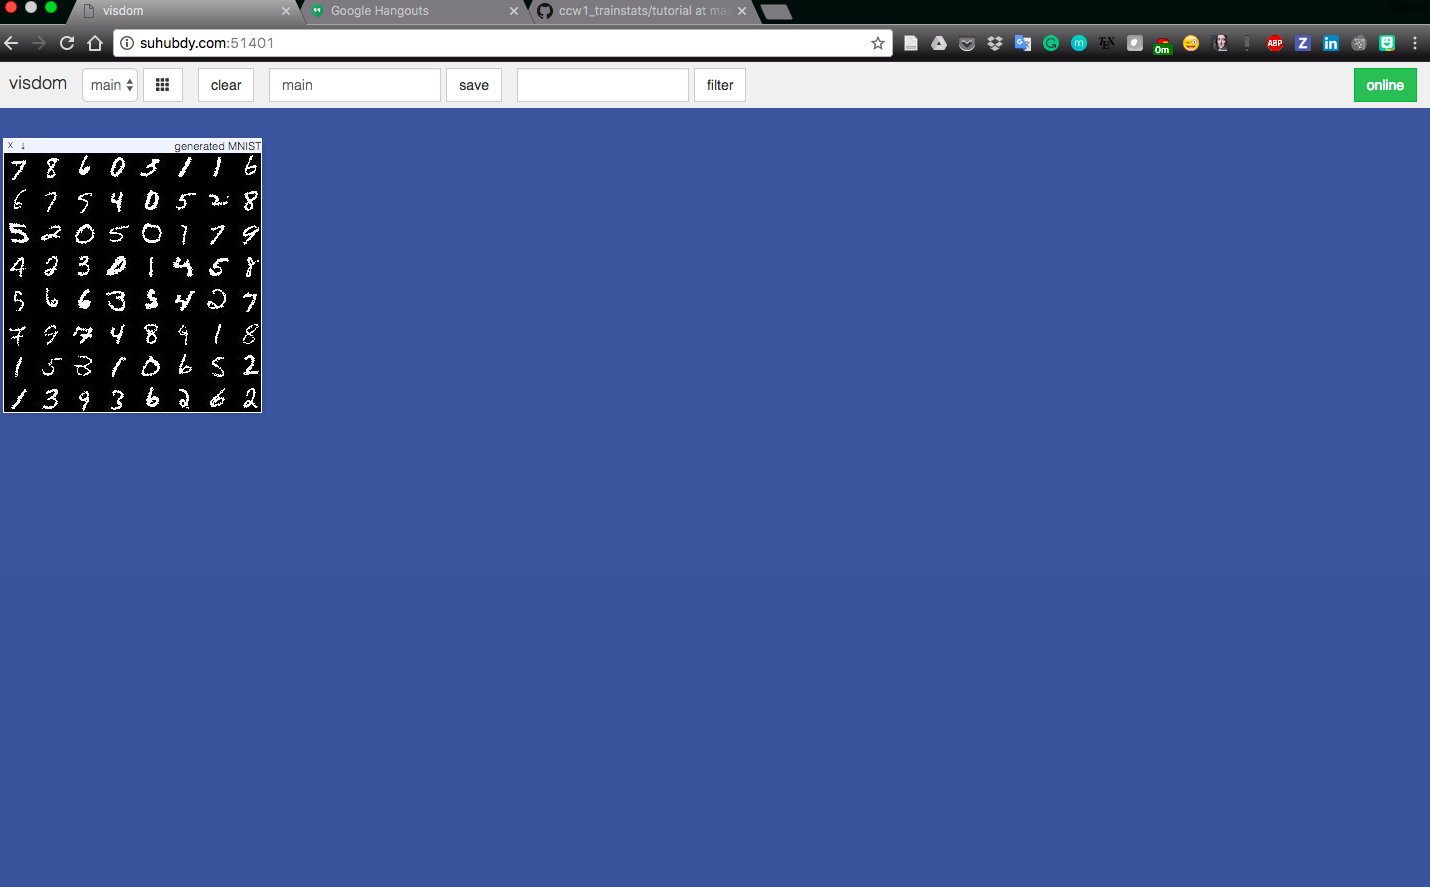 visdom
Google Hangouts
ccw1_trainstats/tutorial at mas
suhubdy.com:51401
0m
ABP
Z
in
visdom main clear main save filter online
x ↓ generated MNIST
7 8 6 0 3 1 1 6
6 7 5 4 0 5 2 8
5 2 0 5 0 1 7 9
4 2 3 0 1 4 5 8
5 6 6 3 5 4 2 7
7 9 7 4 8 9 1 8
1 5 3 1 0 6 5 2
1 3 9 3 6 2 6 2